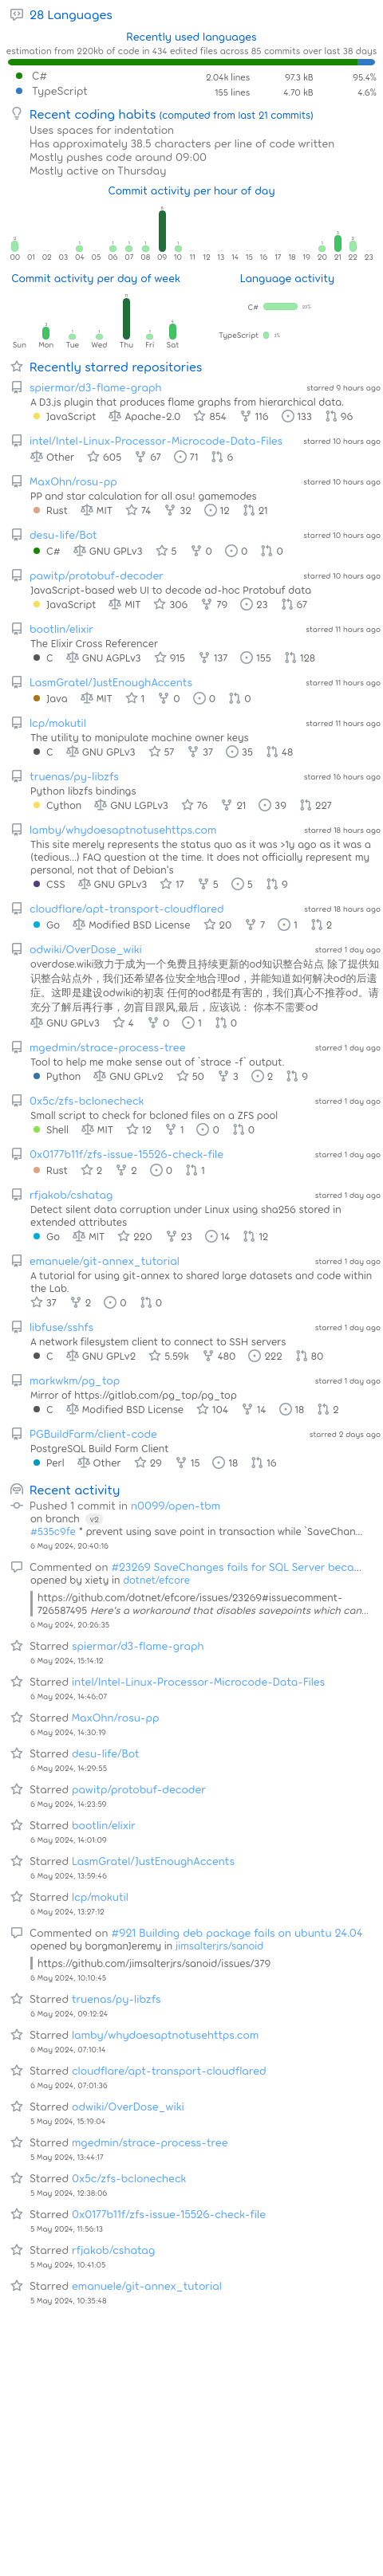 28 Languages
Recently used languages
estimation from 220kb of code in 434 edited files across 85 commits over last 38 days
C# 2.04k lines 97.3 kB 95.4%
TypeScript 155 lines 4.70 kB 4.6%
Recent coding habits (computed from last 21 commits)
Uses spaces for indentation
Has approximately 38.5 characters per line of code written
Mostly pushes code around 09:00
Mostly active on Thursday
Commit activity per hour of day
00 01 02 03 04 05 06 07 08 09 10 11 12 13 14 15 16 17 18 19 20 21 22 23
Commit activity per day of week
Language activity
C#
TypeScript
Sun Mon Tue Wed Thu Fri Sat
Recently starred repositories
spiermar/d3-flame-graph starred 9 hours ago
A D3.js plugin that produces flame graphs from hierarchical data.
JavaScript Apache-2.0 854 116 133 96
intel/Intel-Linux-Processor-Microcode-Data-Files starred 10 hours ago
Other 605 67 71 6
MaxOhn/rosu-pp starred 10 hours ago
PP and star calculation for all osu! gamemodes
Rust MIT 74 32 12 21
desu-life/Bot starred 10 hours ago
C# GNU GPLv3 5 0 0 0
pawitp/protobuf-decoder starred 10 hours ago
JavaScript-based web UI to decode ad-hoc Protobuf data
JavaScript MIT 306 79 23 67
bootlin/elixir starred 11 hours ago
The Elixir Cross Referencer
C GNU AGPLv3 915 137 155 128
LasmGratel/JustEnoughAccents starred 11 hours ago
Java MIT 1 0 0 0
lcp/mokutil starred 11 hours ago
The utility to manipulate machine owner keys
C GNU GPLv3 57 37 35 48
truenas/py-libzfs starred 16 hours ago
Python libzfs bindings
Cython GNU LGPLv3 76 21 39 227
lamby/whydoesaptnotusehttps.com starred 18 hours ago
This site merely represents the status quo as it was >1y ago as it was a
(tedious...) FAQ question at the time. It does not officially represent my
personal, not that of Debian's
CSS GNU GPLv3 17 5 5 9
cloudflare/apt-transport-cloudflared starred 18 hours ago
Go Modified BSD License 20 7 1 2
odwiki/OverDose_wiki starred 1 day ago
overdose.wiki致力于成为一个免费且持续更新的od知识整合站点 除了提供知
识整合站点外，我们还希望各位安全地合理od，并能知道如何解决od的后遗
症。这即是建设odwiki的初衷 任何的od都是有害的，我们真心不推荐od。请
充分了解后再行事，勿盲目跟风,最后，应该说： 你本不需要od
GNU GPLv3 4 0 1 0
mgedmin/strace-process-tree starred 1 day ago
Tool to help me make sense out of `strace -f` output.
Python GNU GPLv2 50 3 2 9
0x5c/zfs-bclonecheck starred 1 day ago
Small script to check for bcloned files on a ZFS pool
Shell MIT 12 1 0 0
0x0177b11f/zfs-issue-15526-check-file starred 1 day ago
Rust 2 2 0 1
rfjakob/cshatag starred 1 day ago
Detect silent data corruption under Linux using sha256 stored in
extended attributes
Go MIT 220 23 14 12
emanuele/git-annex_tutorial starred 1 day ago
A tutorial for using git-annex to shared large datasets and code within
the Lab.
37 2 0 0
libfuse/sshfs starred 1 day ago
A network filesystem client to connect to SSH servers
C GNU GPLv2 5.59k 480 222 80
markwkm/pg_top starred 1 day ago
Mirror of https://gitlab.com/pg_top/pg_top
C Modified BSD License 104 14 18 2
PGBuildFarm/client-code starred 2 days ago
PostgreSQL Build Farm Client
Perl Other 29 15 18 16
Recent activity
Pushed 1 commit in n0099/open-tbm
on branch v2
#535c9fe * prevent using save point in transaction while `SaveChan...
6 May 2024, 20:40:16
Commented on #23269 SaveChanges fails for SQL Server beca...
opened by xiety in dotnet/efcore
https://github.com/dotnet/efcore/issues/23269#issuecomment-
726587495 Here's a workaround that disables savepoints which can...
6 May 2024, 20:26:35
Starred spiermar/d3-flame-graph
6 May 2024, 15:14:12
Starred intel/Intel-Linux-Processor-Microcode-Data-Files
6 May 2024, 14:46:07
Starred MaxOhn/rosu-pp
6 May 2024, 14:30:19
Starred desu-life/Bot
6 May 2024, 14:29:55
Starred pawitp/protobuf-decoder
6 May 2024, 14:23:59
Starred bootlin/elixir
6 May 2024, 14:01:09
Starred LasmGratel/JustEnoughAccents
6 May 2024, 13:59:46
Starred lcp/mokutil
6 May 2024, 13:27:12
Commented on #921 Building deb package fails on ubuntu 24.04
opened by borgmanJeremy in jimsalterjrs/sanoid
https://github.com/jimsalterjrs/sanoid/issues/379
6 May 2024, 10:10:45
Starred truenas/py-libzfs
6 May 2024, 09:12:24
Starred lamby/whydoesaptnotusehttps.com
6 May 2024, 07:10:14
Starred cloudflare/apt-transport-cloudflared
6 May 2024, 07:01:36
Starred odwiki/OverDose_wiki
5 May 2024, 15:19:04
Starred mgedmin/strace-process-tree
5 May 2024, 13:44:17
Starred 0x5c/zfs-bclonecheck
5 May 2024, 12:38:06
Starred 0x0177b11f/zfs-issue-15526-check-file
5 May 2024, 11:56:13
Starred rfjakob/cshatag
5 May 2024, 10:41:05
Starred emanuele/git-annex_tutorial
5 May 2024, 10:35:48